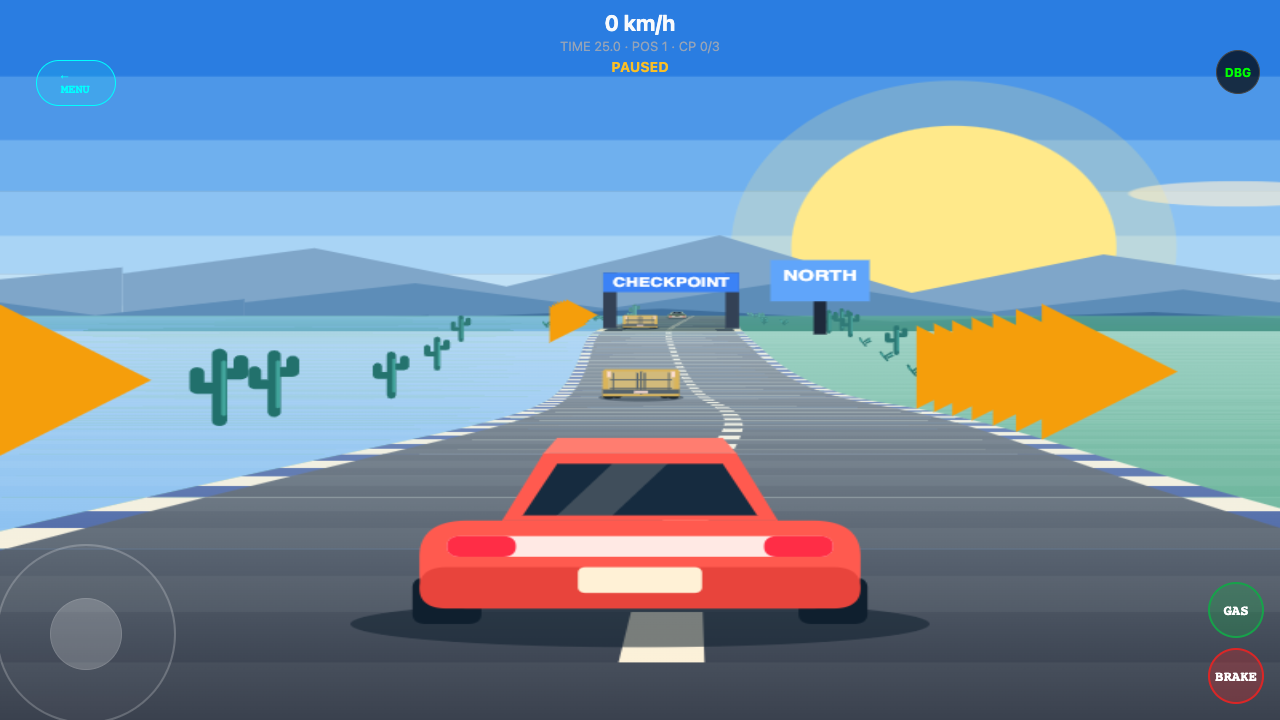 0 km/h
TIME 25.0 · POS 1 · CP 0/3
PAUSED
←
MENU
DBG
NORTH
CHECKPOINT
GAS
BRAKE